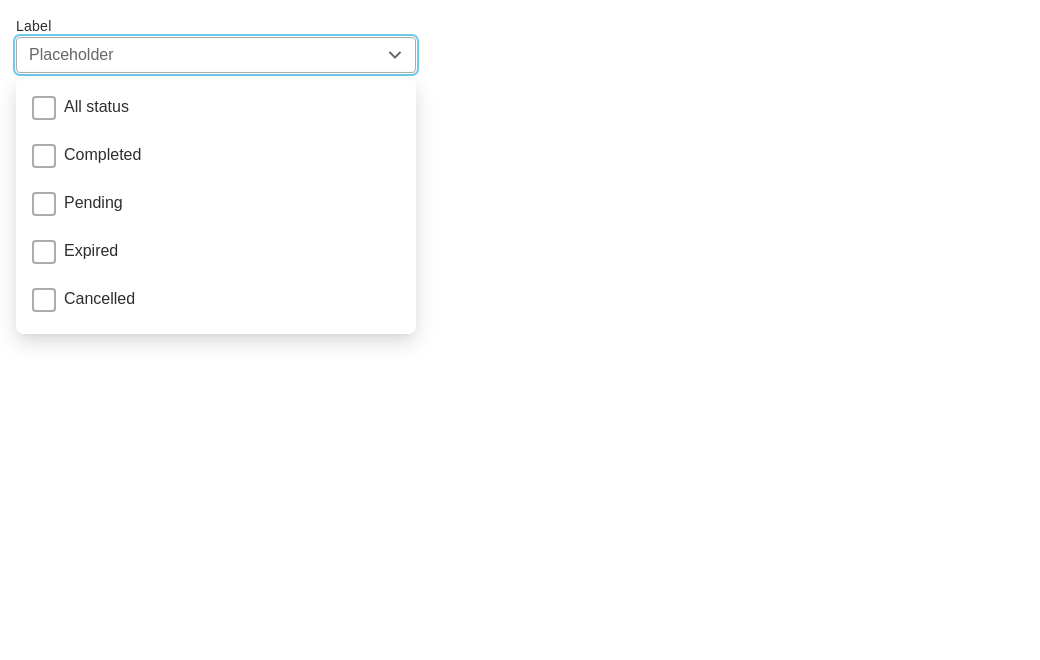 Label
Placeholder
All status
Completed
Pending
Expired
Cancelled